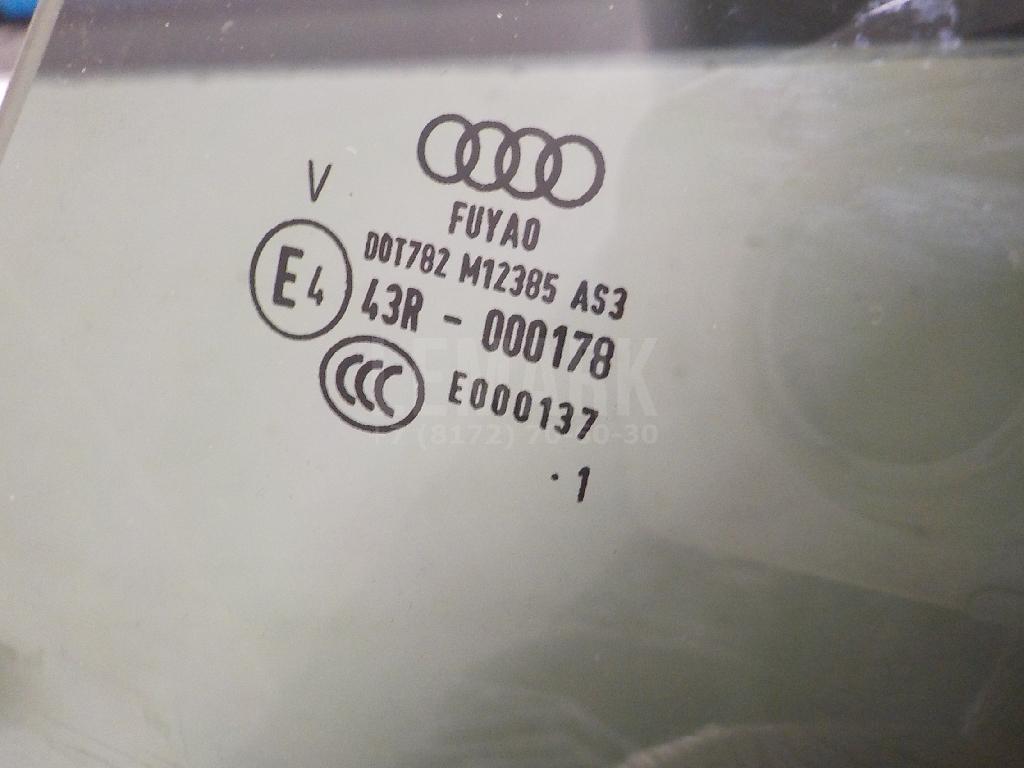 V
FUYAO
DOT782 M12385 AS3
E4 43R - 000178
CCC E000137
. 1